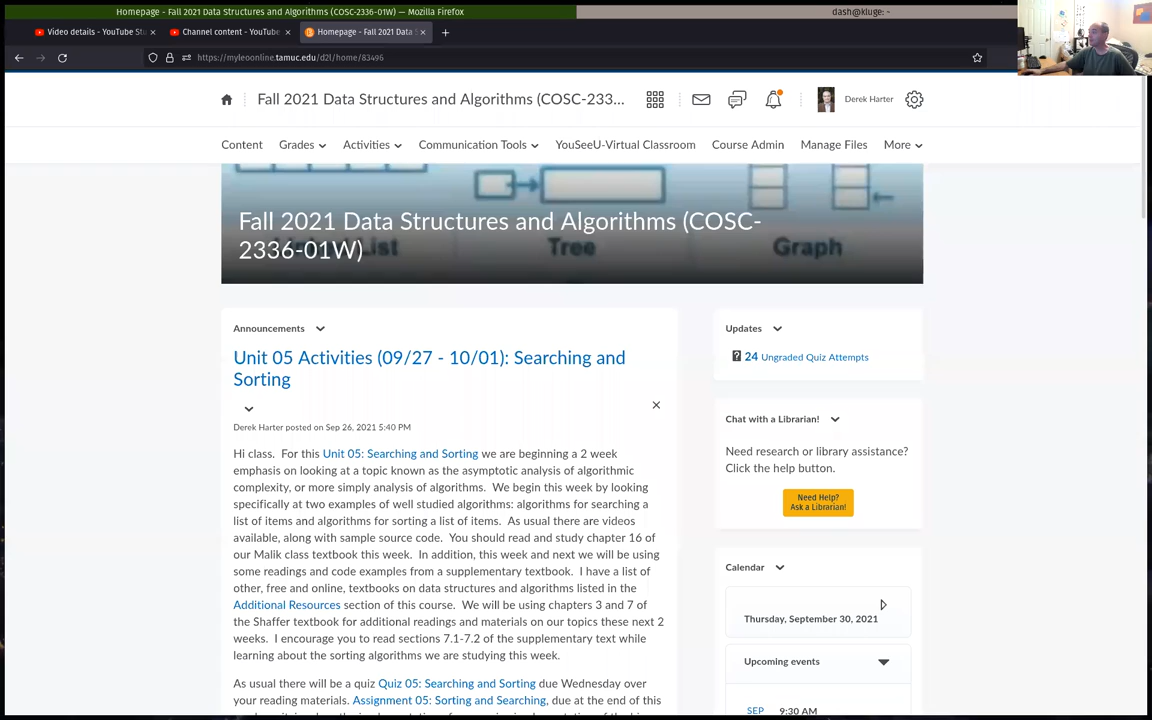 Homepage - Fall 2021 Data Structures and Algorithms (COSC-2336-01W) — Mozilla Firefox
dash@kluge: ~
Video details - YouTube Stu
Channel content - YouTube
Homepage - Fall 2021 Data S
https://myleoonline.tamuc.edu/d2l/home/83496
Fall 2021 Data Structures and Algorithms (COSC-233...
Derek Harter
Content
Grades
Activities
Communication Tools
YouSeeU-Virtual Classroom
Course Admin
Manage Files
More
Fall 2021 Data Structures and Algorithms (COSC-
2336-01W)
List
Tree
Graph
Announcements
Unit 05 Activities (09/27 - 10/01): Searching and
Sorting
Derek Harter posted on Sep 26, 2021 5:40 PM
Hi class. For this Unit 05: Searching and Sorting we are beginning a 2 week
emphasis on looking at a topic known as the asymptotic analysis of algorithmic
complexity, or more simply analysis of algorithms. We begin this week by looking
specifically at two examples of well studied algorithms: algorithms for searching a
list of items and algorithms for sorting a list of items. As usual there are videos
available, along with sample source code. You should read and study chapter 16 of
our Malik class textbook this week. In addition, this week and next we will be using
some readings and code examples from a supplementary textbook. I have a list of
other, free and online, textbooks on data structures and algorithms listed in the
Additional Resources section of this course. We will be using chapters 3 and 7 of
the Shaffer textbook for additional readings and materials on our topics these next 2
weeks. I encourage you to read sections 7.1-7.2 of the supplementary text while
learning about the sorting algorithms we are studying this week.
As usual there will be a quiz Quiz 05: Searching and Sorting due Wednesday over
your reading materials. Assignment 05: Sorting and Searching, due at the end of this
Updates
24 Ungraded Quiz Attempts
Chat with a Librarian!
Need research or library assistance?
Click the help button.
Need Help?
Ask a Librarian!
Calendar
Thursday, September 30, 2021
Upcoming events
SEP
9:30 AM